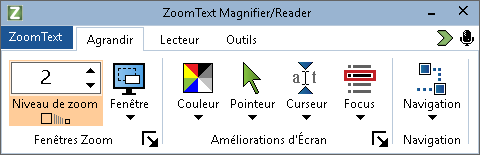 ZoomText Magnifier/Reader
ZoomText Agrandir Lecteur Outils
2
Niveau de zoom Fenêtre Couleur Pointeur Curseur Focus Navigation
Fenêtres Zoom Améliorations d'Écran Navigation